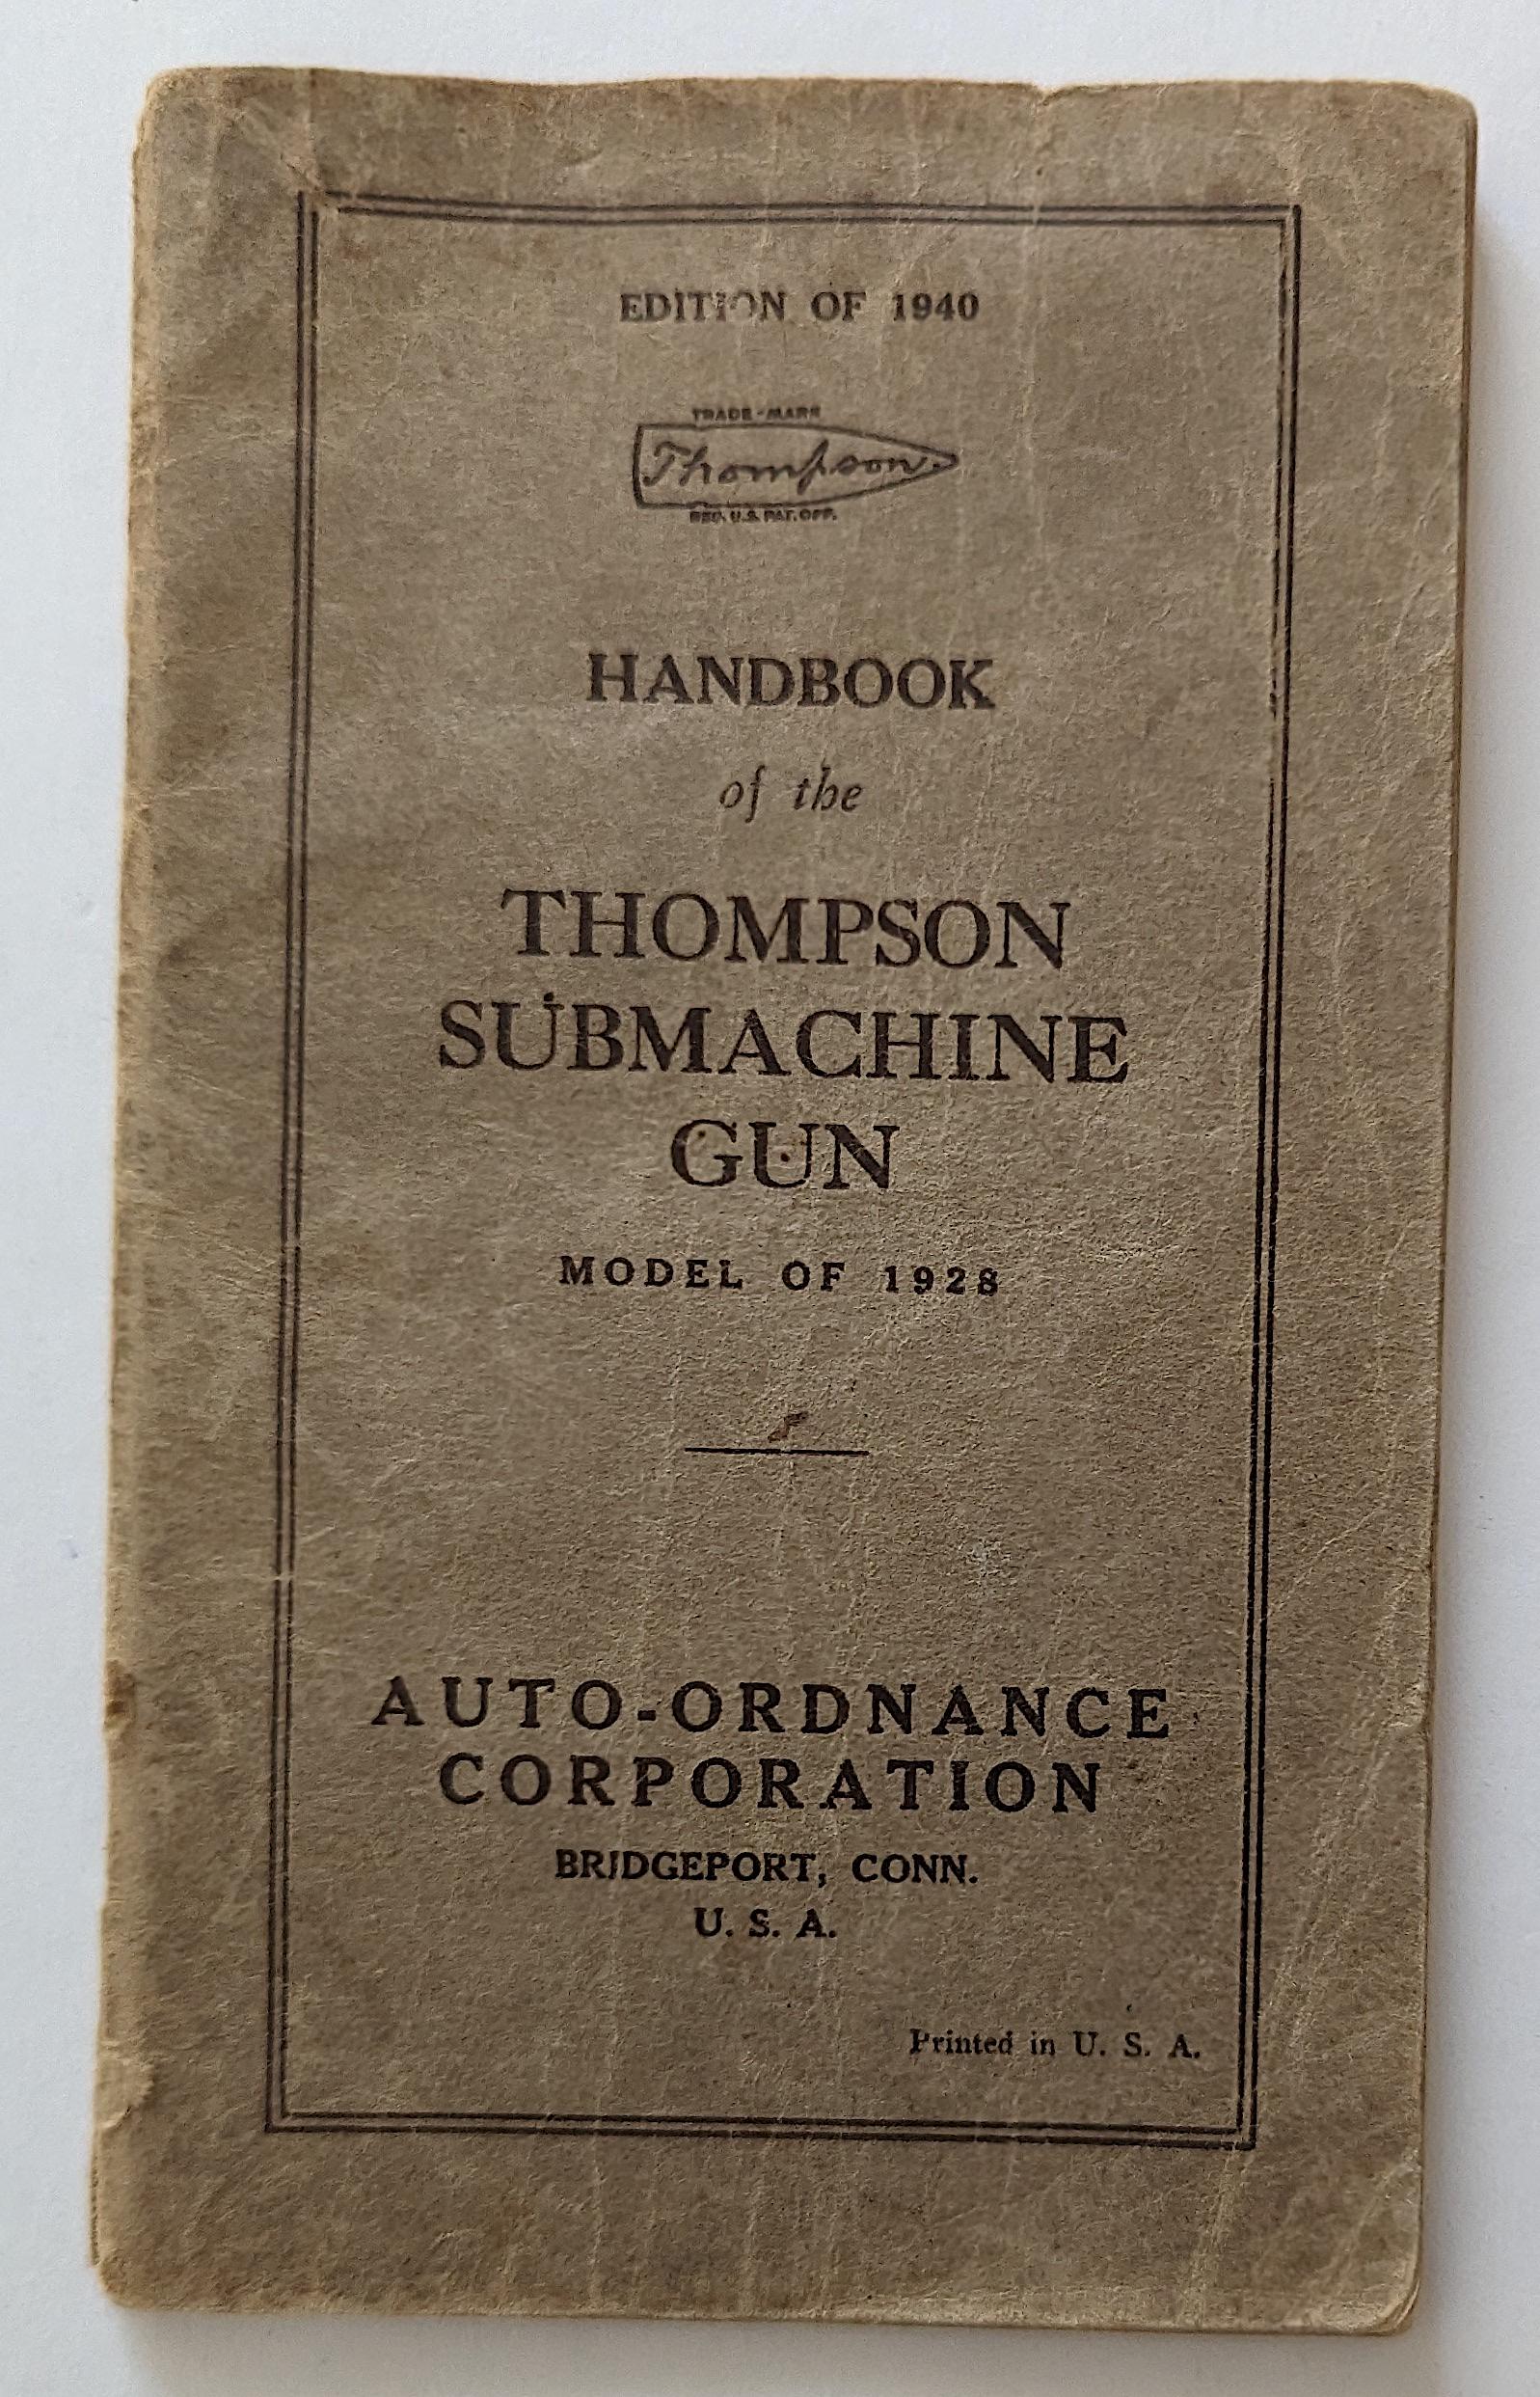 EDITION OF 1940
TRADE-MARK
Thompson.
REG. U.S. PAT. OFF.
HANDBOOK
of the
THOMPSON
SUBMACHINE
GUN
MODEL OF 1928
AUTO-ORDNANCE
CORPORATION
BRIDGEPORT, CONN.
U. S. A.
Printed in U. S. A.